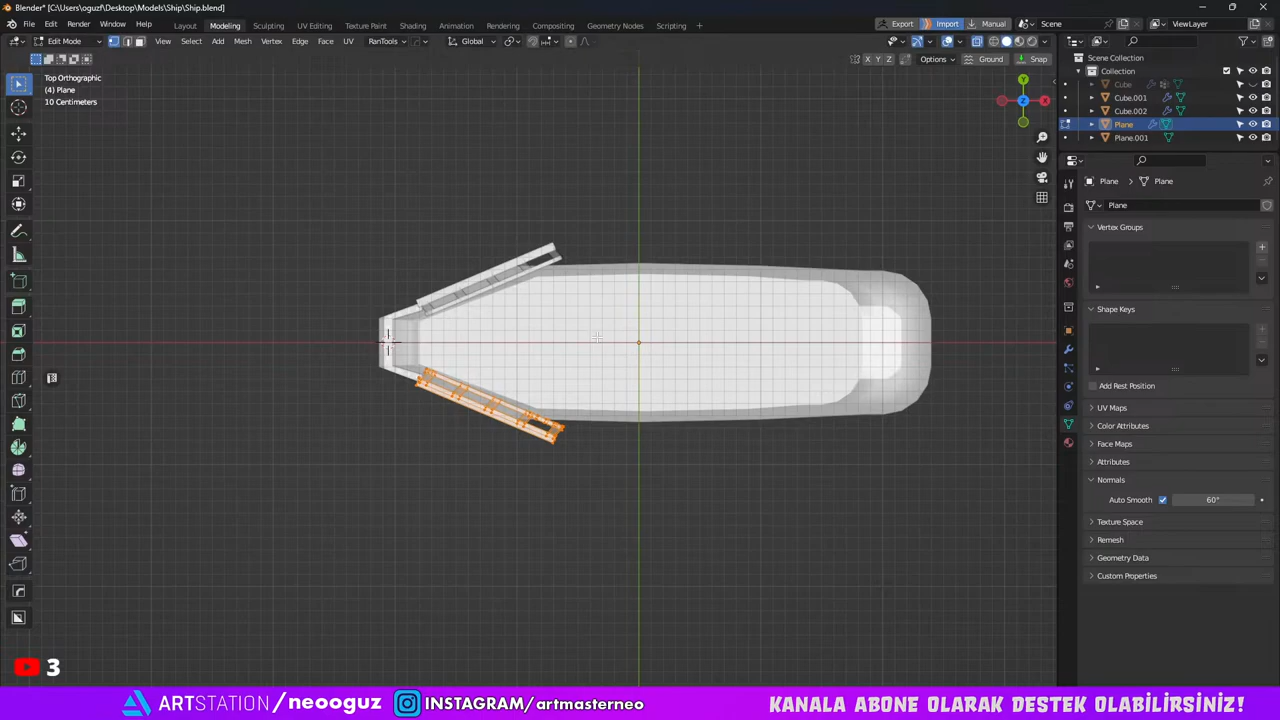 Blender* [C:\Users\oguzf\Desktop\Models\Ship\Ship.blend]
File Edit Render Window Help Layout Modeling Sculpting UV Editing Texture Paint Shading Animation Rendering Compositing Geometry Nodes Scripting + Export Import Manual Scene ViewLayer
Edit Mode View Select Add Mesh Vertex Edge Face UV RanTools Global
X Y Z Options Ground Snap
Top Orthographic
(4) Plane
10 Centimeters
Y
Z
X
Scene Collection
Collection
Cube
Cube.001
Cube.002
Plane
Plane.001
Plane > Plane
Plane
Vertex Groups
Shape Keys
Add Rest Position
UV Maps
Color Attributes
Face Maps
Attributes
Normals
Auto Smooth 60°
Texture Space
Remesh
Geometry Data
Custom Properties
3
ARTSTATION/neooguz INSTAGRAM/artmasterneo KANALA ABONE OLARAK DESTEK OLABİLİRSİNİZ!